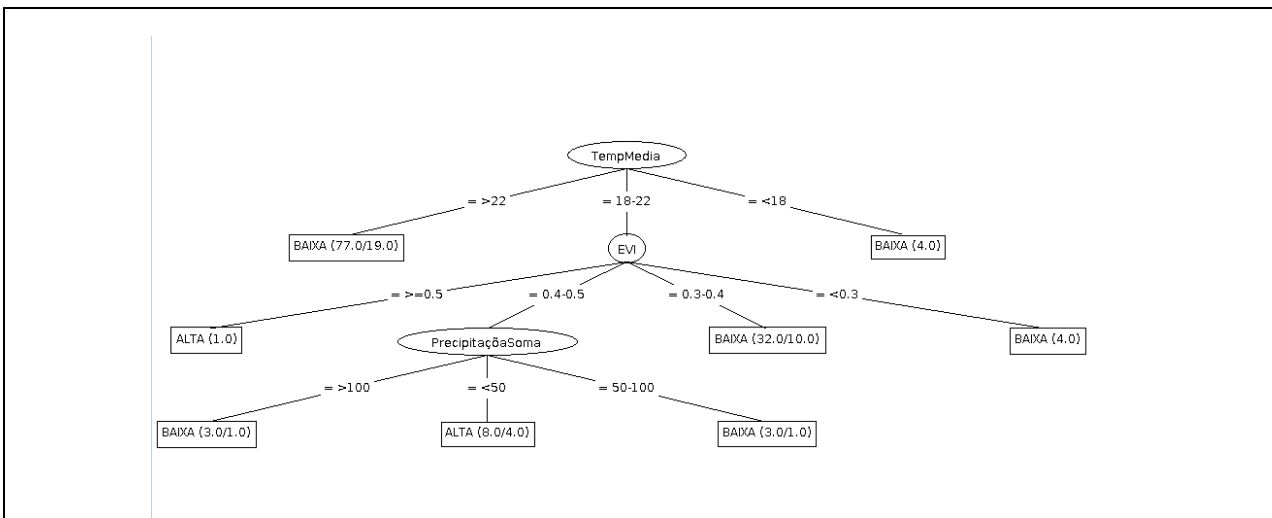 TempMedia
= >22
= 18-22
= <18
BAIXA (77.0/19.0)
EVI
BAIXA (4.0)
= >=0.5
= 0.4-0.5
= 0.3-0.4
= <0.3
ALTA (1.0)
PrecipitaçõaSoma
BAIXA (32.0/10.0)
BAIXA (4.0)
= >100
= <50
= 50-100
BAIXA (3.0/1.0)
ALTA (8.0/4.0)
BAIXA (3.0/1.0)